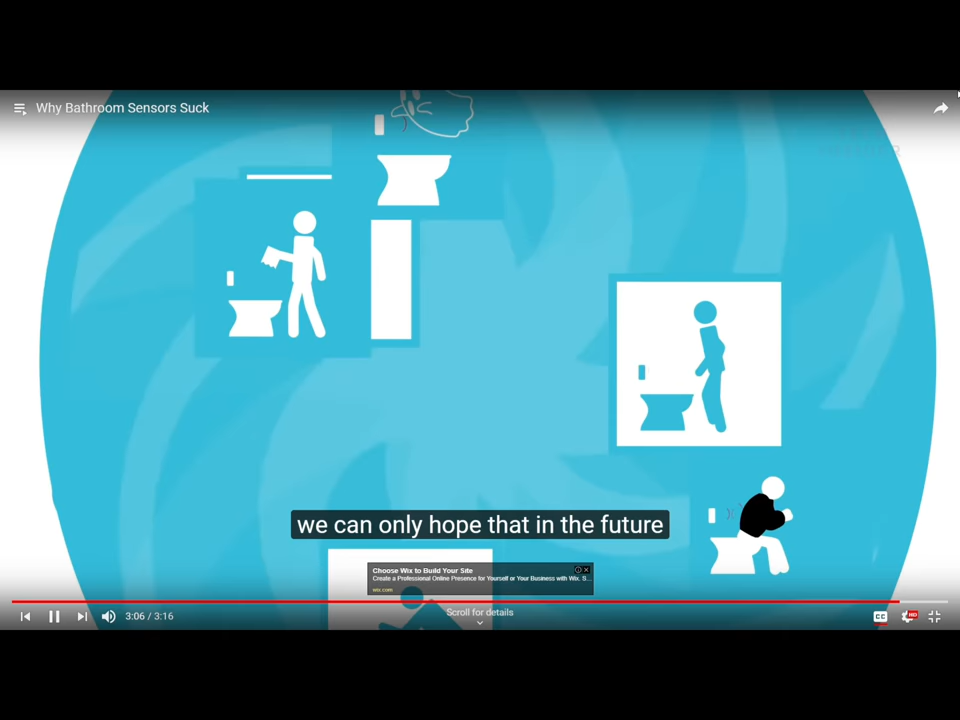 Why Bathroom Sensors Suck
we can only hope that in the future
Choose Wix to Build Your Site
Create a Professional Online Presence for Yourself or Your Business with Wix. S...
wix.com
Scroll for details
3:06 / 3:16
CC
HD